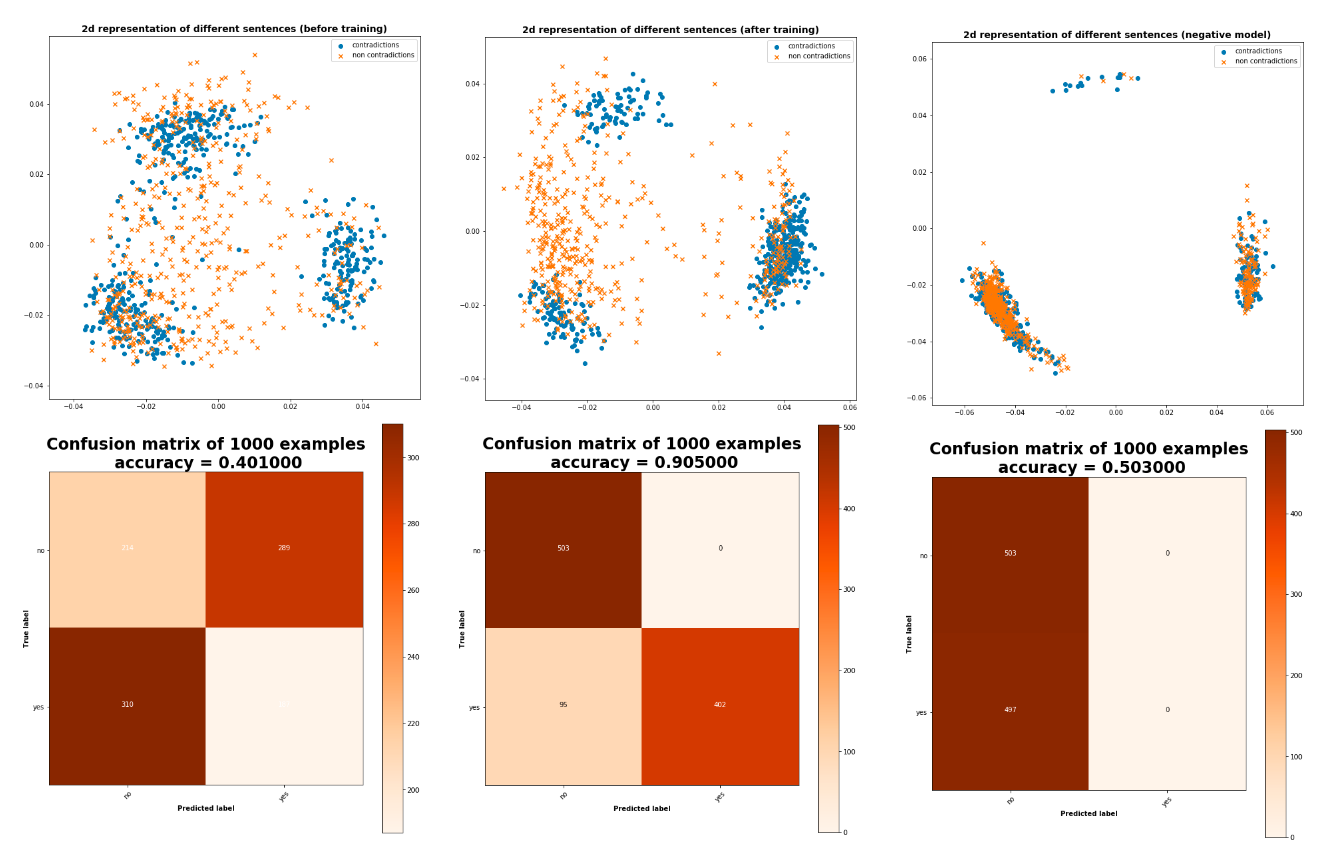 2d representation of different sentences (before training)
contradictions
non contradictions
0.04
0.02
0.00
−0.02
−0.04
−0.04 −0.02 0.00 0.02 0.04
2d representation of different sentences (after training)
contradictions
non contradictions
0.04
0.02
0.00
−0.02
−0.04
−0.04 −0.02 0.00 0.02 0.04 0.06
2d representation of different sentences (negative model)
contradictions
non contradictions
0.06
0.04
0.02
0.00
−0.02
−0.04
−0.06
−0.06 −0.04 −0.02 0.00 0.02 0.04 0.06
Confusion matrix of 1000 examples
accuracy = 0.401000
True label
no
yes
214 289
310
no yes
Predicted label
300
280
260
240
220
200
Confusion matrix of 1000 examples
accuracy = 0.905000
True label
no
yes
503 0
95 402
no yes
Predicted label
500
400
300
200
100
0
Confusion matrix of 1000 examples
accuracy = 0.503000
True label
no
yes
503 0
497 0
no yes
Predicted label
500
400
300
200
100
0